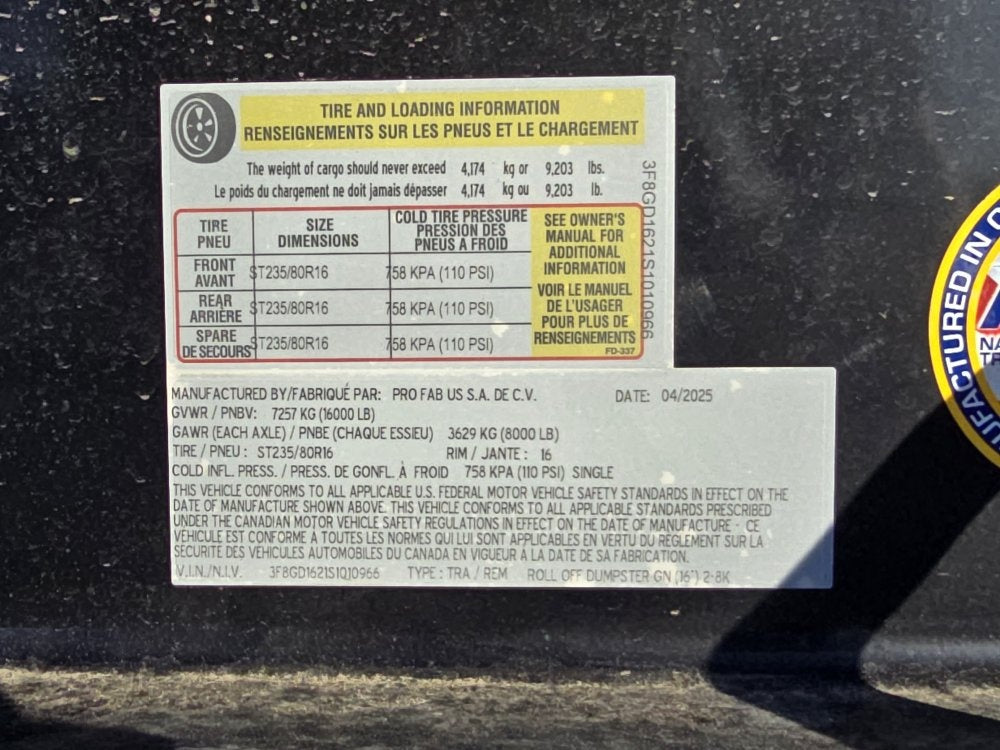 TIRE AND LOADING INFORMATION
RENSEIGNEMENTS SUR LES PNEUS ET LE CHARGEMENT
The weight of cargo should never exceed 4,174 kg or 9,203 lbs.
Le poids du chargement ne doit jamais dépasser 4,174 kg ou 9,203 lb.
TIRE PNEU
SIZE DIMENSIONS
COLD TIRE PRESSURE
PRESSION DES
PNEUS A FROID
FRONT AVANT
ST235/80R16
758 KPA (110 PSI)
REAR ARRIÈRE
ST235/80R16
758 KPA (110 PSI)
SPARE DE SECOURS
ST235/80R16
758 KPA (110 PSI)
SEE OWNER'S
MANUAL FOR
ADDITIONAL
INFORMATION
VOIR LE MANUEL
DE L'USAGER
POUR PLUS DE
RENSEIGNEMENTS
FD-337
3F8GD1621S1010966
MANUFACTURED BY/FABRIQUÉ PAR: PRO FAB US S.A. DE C.V. DATE: 04/2025
GVWR / PNBV: 7257 KG (16000 LB)
GAWR (EACH AXLE) / PNBE (CHAQUE ESSIEU) 3629 KG (8000 LB)
TIRE / PNEU : ST235/80R16 RIM / JANTE : 16
COLD INFL. PRESS. / PRESS. DE GONFL. À FROID 758 KPA (110 PSI) SINGLE
THIS VEHICLE CONFORMS TO ALL APPLICABLE U.S. FEDERAL MOTOR VEHICLE SAFETY STANDARDS IN EFFECT ON THE
DATE OF MANUFACTURE SHOWN ABOVE. THIS VEHICLE CONFORMS TO ALL APPLICABLE STANDARDS PRESCRIBED
UNDER THE CANADIAN MOTOR VEHICLE SAFETY REGULATIONS IN EFFECT ON THE DATE OF MANUFACTURE - CE
VÉHICULE EST CONFORME À TOUTES LES NORMES QUI LUI SONT APPLICABLES EN VERTU DU RÈGLEMENT SUR LA
SÉCURITÉ DES VÉHICULES AUTOMOBILES DU CANADA EN VIGUEUR À LA DATE DE SA FABRICATION.
V.I.N./N.I.V. 3F8GD1621S1010966 TYPE : TRA / REM ROLL OFF DUMPSTER GN (16') 2-8K
UFACTURED IN
NA
TR